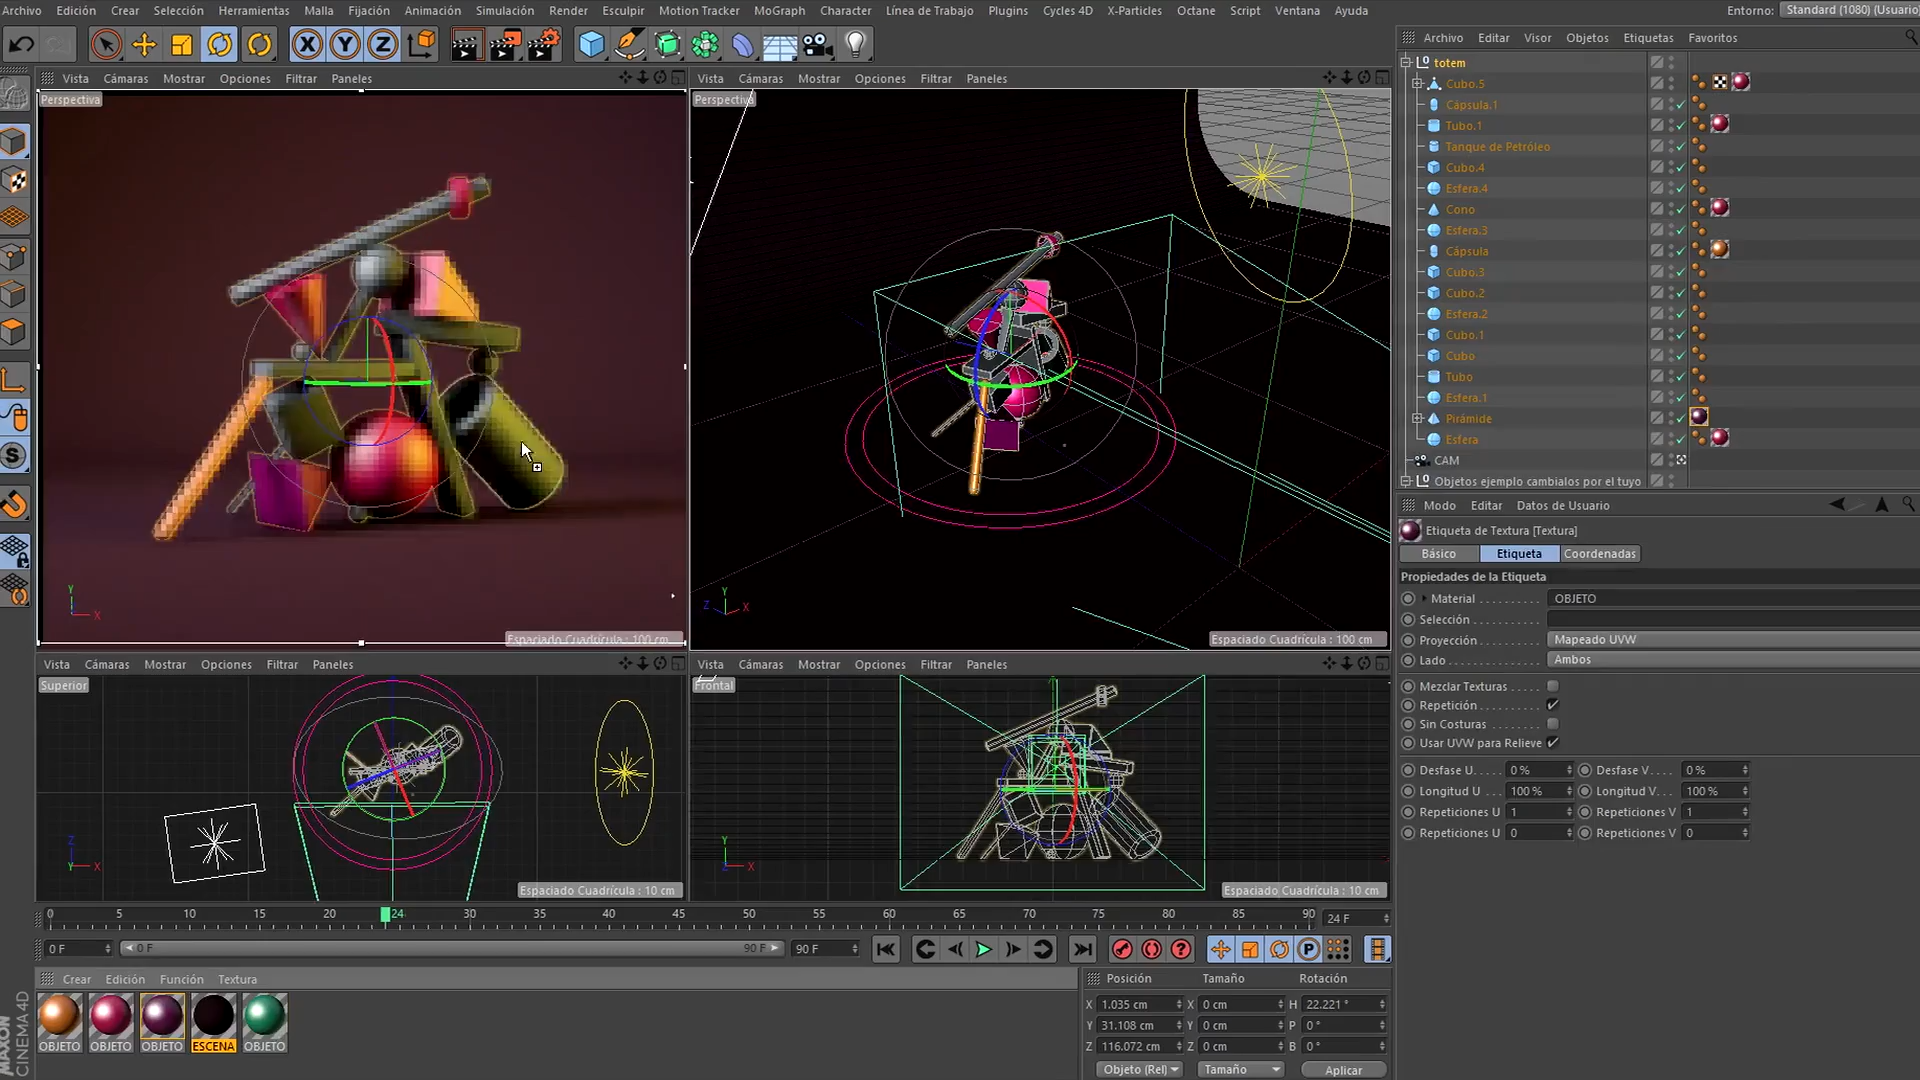 Archivo Edición Crear Selección Herramientas Malla Fijación Animación Simulación Render Esculpir Motion Tracker MoGraph Character Línea de Trabajo Plugins Cycles 4D X-Particles Octane Script Ventana Ayuda Entorno: Standard (1080) (Usuario)
Archivo Editar Visor Objetos Etiquetas Favoritos
Vista Cámaras Mostrar Opciones Filtrar Paneles
Perspectiva
Espaciado Cuadrícula : 100 cm
Vista Cámaras Mostrar Opciones Filtrar Paneles
Perspectiva
Espaciado Cuadrícula : 100 cm
totem
Cubo.5
Cápsula.1
Tubo.1
Tanque de Petróleo
Cubo.4
Esfera.4
Cono
Esfera.3
Cápsula
Cubo.3
Cubo.2
Esfera.2
Cubo.1
Cubo
Tubo
Esfera.1
Pirámide
Esfera
CAM
Objetos ejemplo cambialos por el tuyo
Modo Editar Datos de Usuario
Etiqueta de Textura [Textura]
Básico Etiqueta Coordenadas
Propiedades de la Etiqueta
Material OBJETO
Selección
Proyección Mapeado UVW
Lado Ambos
Mezclar Texturas
Repetición
Sin Costuras
Usar UVW para Relieve
Desfase U. 0 % Desfase V. 0 %
Longitud U 100 % Longitud V. 100 %
Repeticiones U 1 Repeticiones V 1
Repeticiones U 0 Repeticiones V 0
Vista Cámaras Mostrar Opciones Filtrar Paneles
Superior
Espaciado Cuadrícula : 10 cm
Vista Cámaras Mostrar Opciones Filtrar Paneles
Frontal
Espaciado Cuadrícula : 10 cm
0 5 10 15 20 24 30 35 40 45 50 55 60 65 70 75 80 85 90 24 F
0 F 0 F 90 F 90 F
Crear Edición Función Textura
OBJETO OBJETO OBJETO ESCENA OBJETO
Posición Tamaño Rotación
X 1.035 cm X 0 cm H 22.221 °
Y 31.108 cm Y 0 cm P 0 °
Z 116.072 cm Z 0 cm B 0 °
Objeto (Rel) Tamaño Aplicar
MAXON
CINEMA 4D